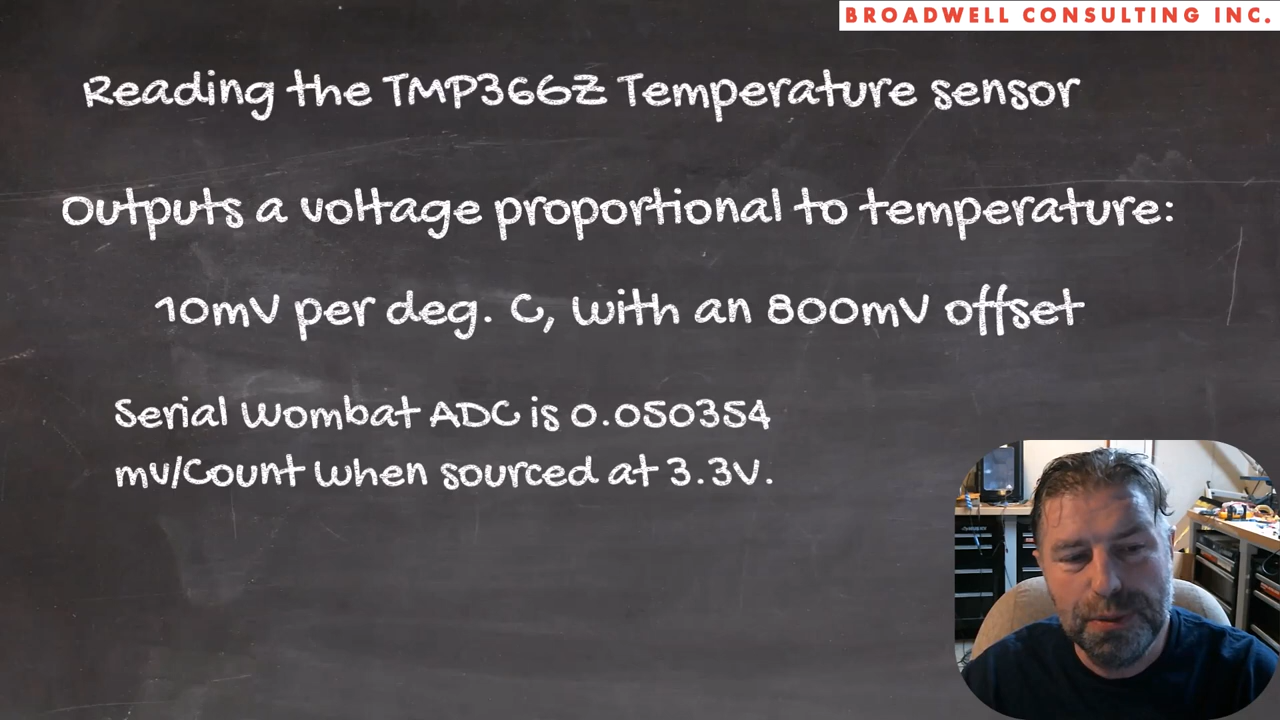 BROADWELL CONSULTING INC.
Reading the TMP366Z Temperature sensor
Outputs a voltage proportional to temperature:
10mV per deg. C, with an 800mV offset
Serial Wombat ADC is 0.050354
mv/Count when sourced at 3.3V.